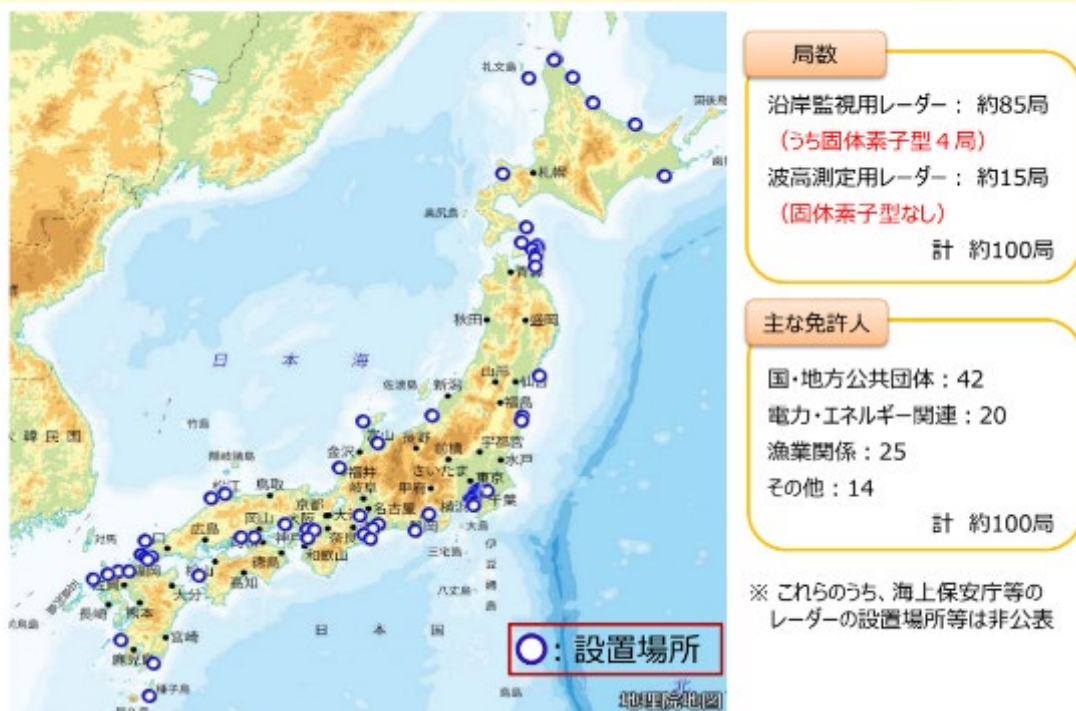 礼文島
国後島
札幌
奥尻島
青森
秋田
盛岡
日本海
佐渡島
新潟
山形
仙台
福島
竹島
隠岐諸島
金沢
富山
長野
前橋
宇都宮
水戸
さいたま
東京
福井
甲府
千葉
松江
鳥取
岐阜
名古屋
横浜
静岡
大島
京都
対馬
広島
岡山
神戸
大阪
奈良
和歌山
三宅島
伊豆諸島
山口
徳島
松山
高知
八丈島
福岡
佐賀
大分
長崎
熊本
宮崎
日本国
鹿児島
種子島
鳥島
北
：設置場所
地理院地図
局数
沿岸監視用レーダー： 約85局
（うち固体素子型４局）
波高測定用レーダー： 約15局
（固体素子型なし）
計 約100局
主な免許人
国・地方公共団体：42
電力・エネルギー関連：20
漁業関係：25
その他：14
計 約100局
※ これらのうち、海上保安庁等の
レーダーの設置場所等は非公表